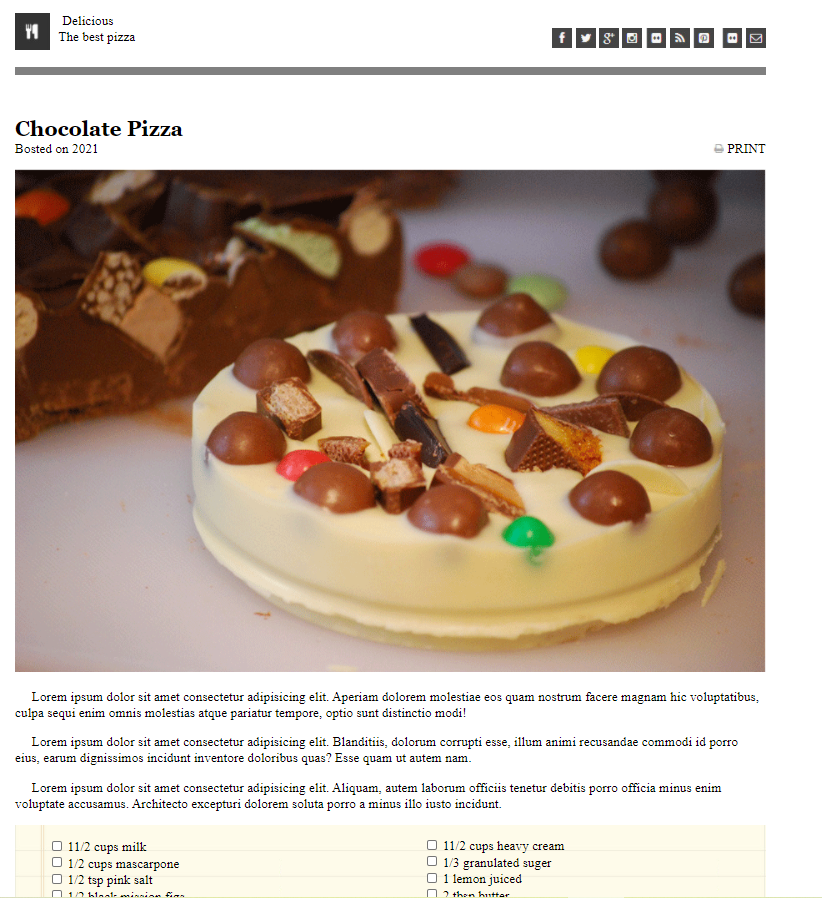 Delicious
The best pizza
Chocolate Pizza
Bosted on 2021
PRINT
Lorem ipsum dolor sit amet consectetur adipisicing elit. Aperiam dolorem molestiae eos quam nostrum facere magnam hic voluptatibus,
culpa sequi enim omnis molestias atque pariatur tempore, optio sunt distinctio modi!
Lorem ipsum dolor sit amet consectetur adipisicing elit. Blanditiis, dolorum corrupti esse, illum animi recusandae commodi id porro
eius, earum dignissimos incidunt inventore doloribus quas? Esse quam ut autem nam.
Lorem ipsum dolor sit amet consectetur adipisicing elit. Aliquam, autem laborum officiis tenetur debitis porro officia minus enim
voluptate accusamus. Architecto excepturi dolorem soluta porro a minus illo iusto incidunt.
11/2 cups milk
1/2 cups mascarpone
1/2 tsp pink salt
1/2 black mission figs
11/2 cups heavy cream
1/3 granulated suger
1 lemon juiced
2 tbsp butter